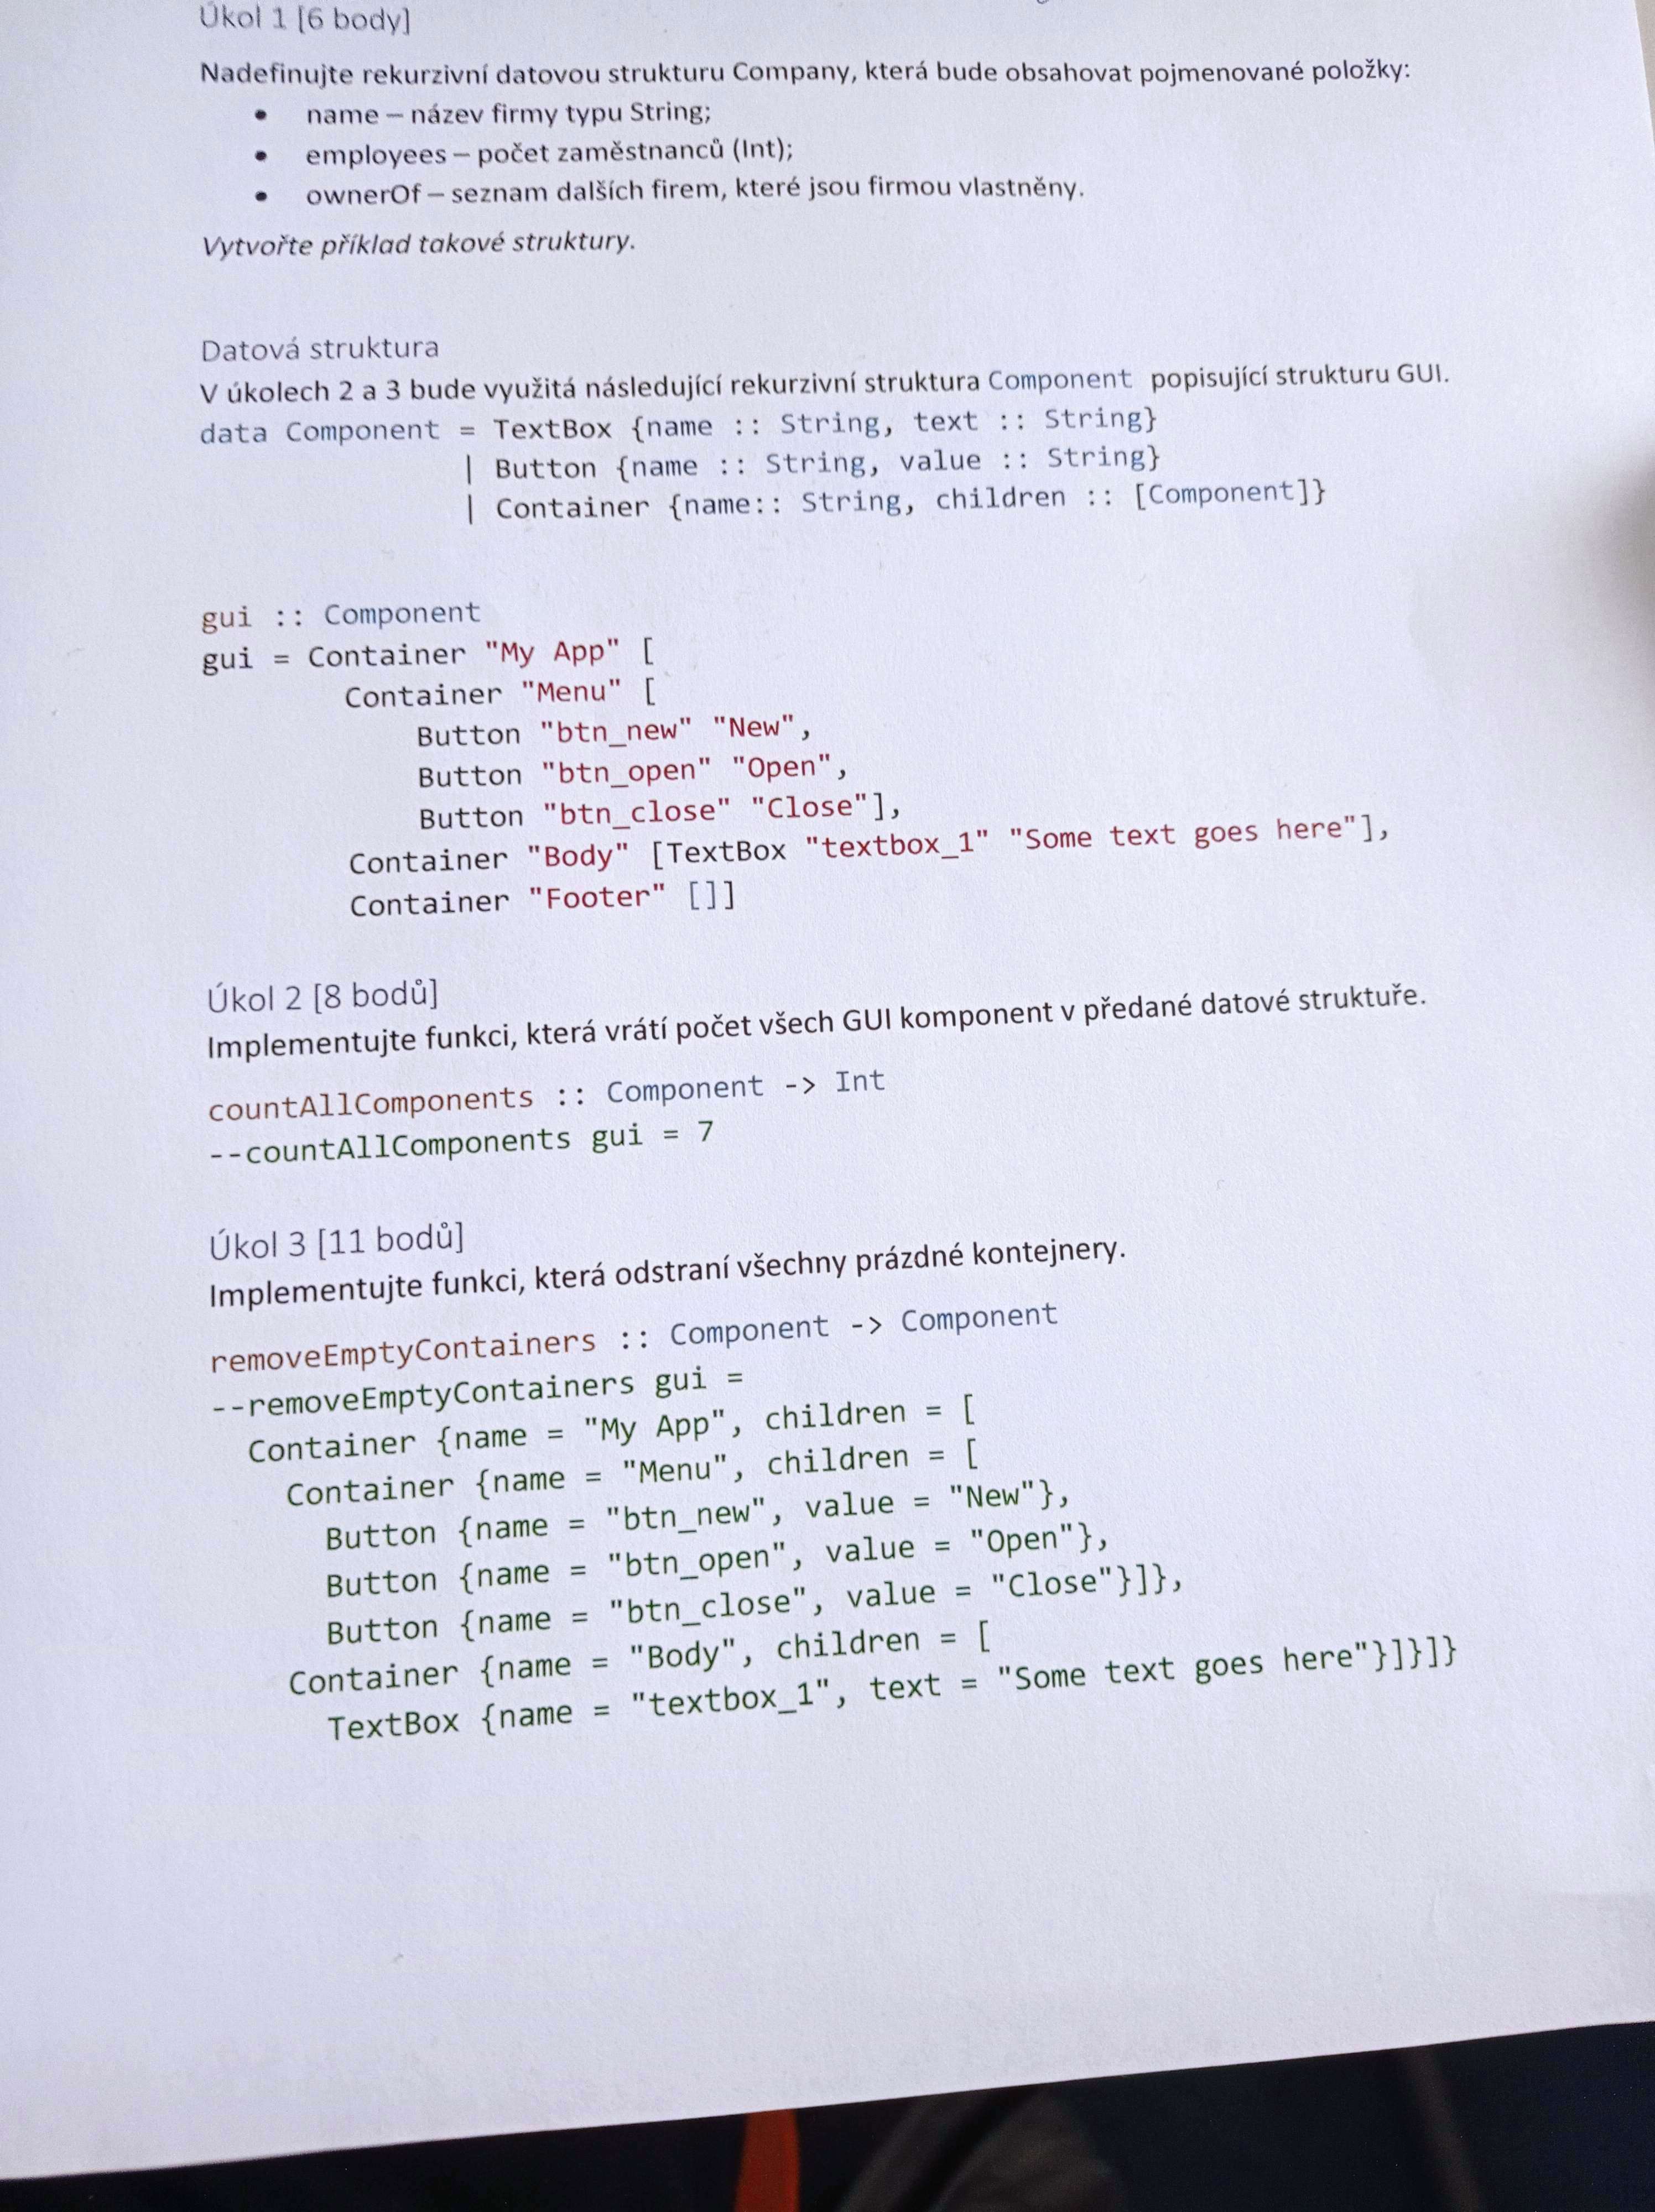 Úkol 1 [6 body]
Nadefinujte rekurzivní datovou strukturu Company, která bude obsahovat pojmenované položky:
• name – název firmy typu String;
• employees – počet zaměstnanců (Int);
• ownerOf – seznam dalších firem, které jsou firmou vlastněny.
Vytvořte příklad takové struktury.
Datová struktura
V úkolech 2 a 3 bude využitá následující rekurzivní struktura Component popisující strukturu GUI.
data Component = TextBox {name :: String, text :: String}
| Button {name :: String, value :: String}
| Container {name:: String, children :: [Component]}
gui :: Component
gui = Container "My App" [
Container "Menu" [
Button "btn_new" "New",
Button "btn_open" "Open",
Button "btn_close" "Close"],
Container "Body" [TextBox "textbox_1" "Some text goes here"],
Container "Footer" []]
Úkol 2 [8 bodů]
Implementujte funkci, která vrátí počet všech GUI komponent v předané datové struktuře.
countAllComponents :: Component -> Int
--countAllComponents gui = 7
Úkol 3 [11 bodů]
Implementujte funkci, která odstraní všechny prázdné kontejnery.
removeEmptyContainers :: Component -> Component
--removeEmptyContainers gui =
Container {name = "My App", children = [
Container {name = "Menu", children = [
Button {name = "btn_new", value = "New"},
Button {name = "btn_open", value = "Open"},
Button {name = "btn_close", value = "Close"}]},
Container {name = "Body", children = [
TextBox {name = "textbox_1", text = "Some text goes here"}]}]}